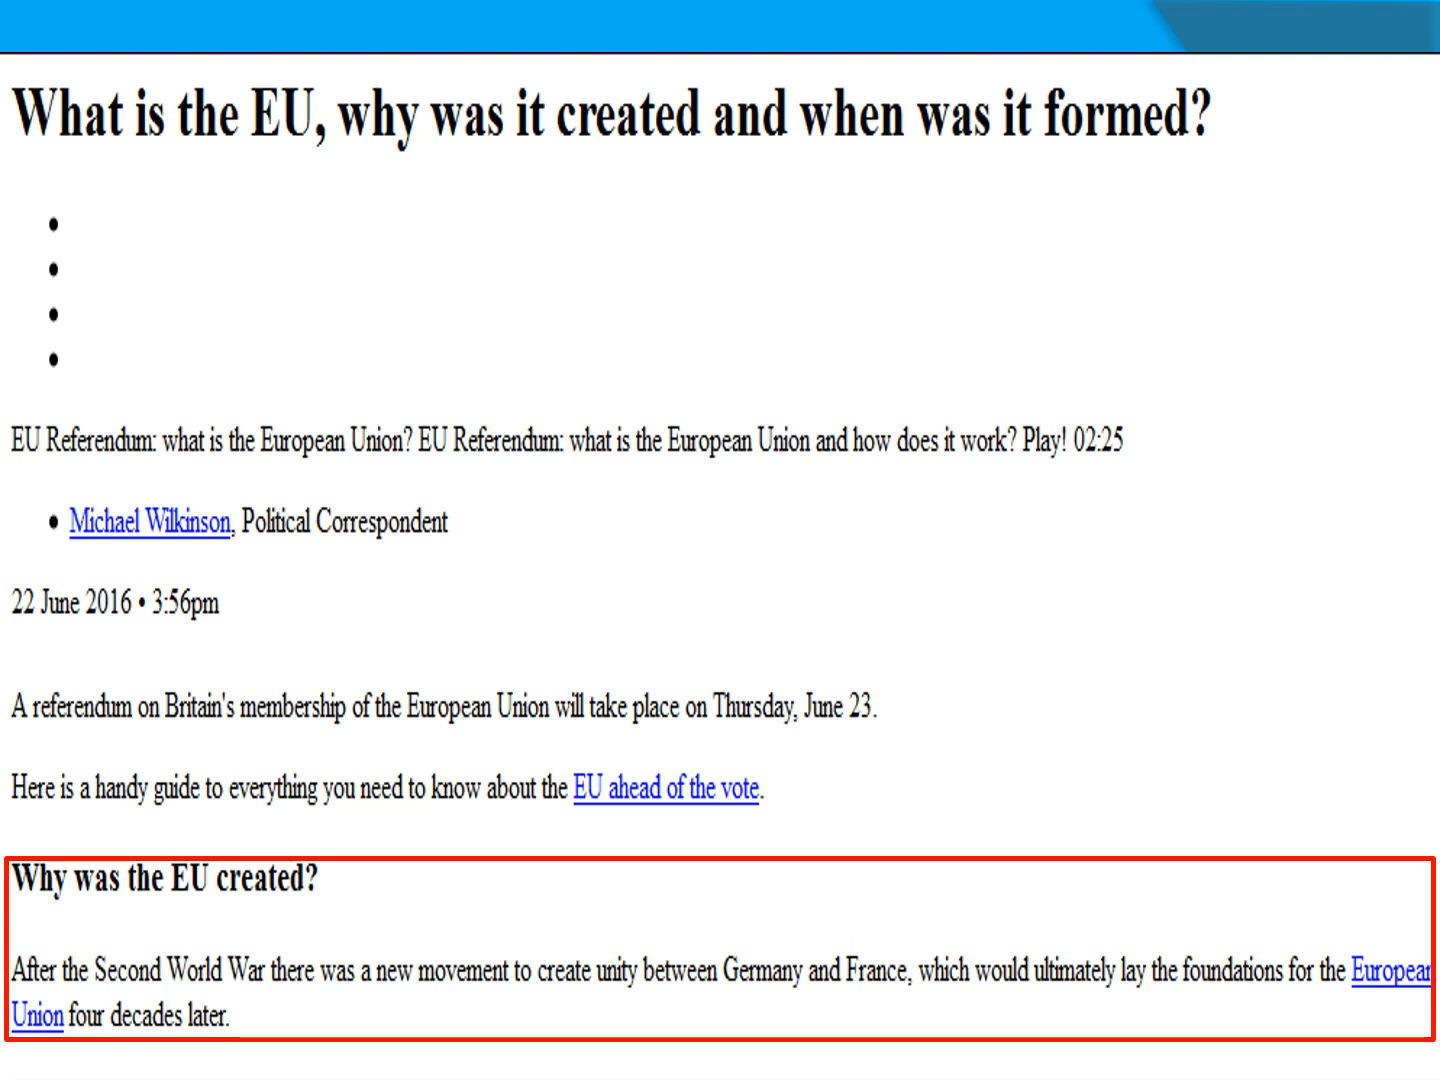 What is the EU, why was it created and when was it formed?
•
•
•
•
EU Referendum: what is the European Union? EU Referendum: what is the European Union and how does it work? Play! 02:25
• Michael Wilkinson, Political Correspondent
22 June 2016 • 3:56pm
A referendum on Britain's membership of the European Union will take place on Thursday, June 23.
Here is a handy guide to everything you need to know about the EU ahead of the vote.
Why was the EU created?
After the Second World War there was a new movement to create unity between Germany and France, which would ultimately lay the foundations for the European
Union four decades later.